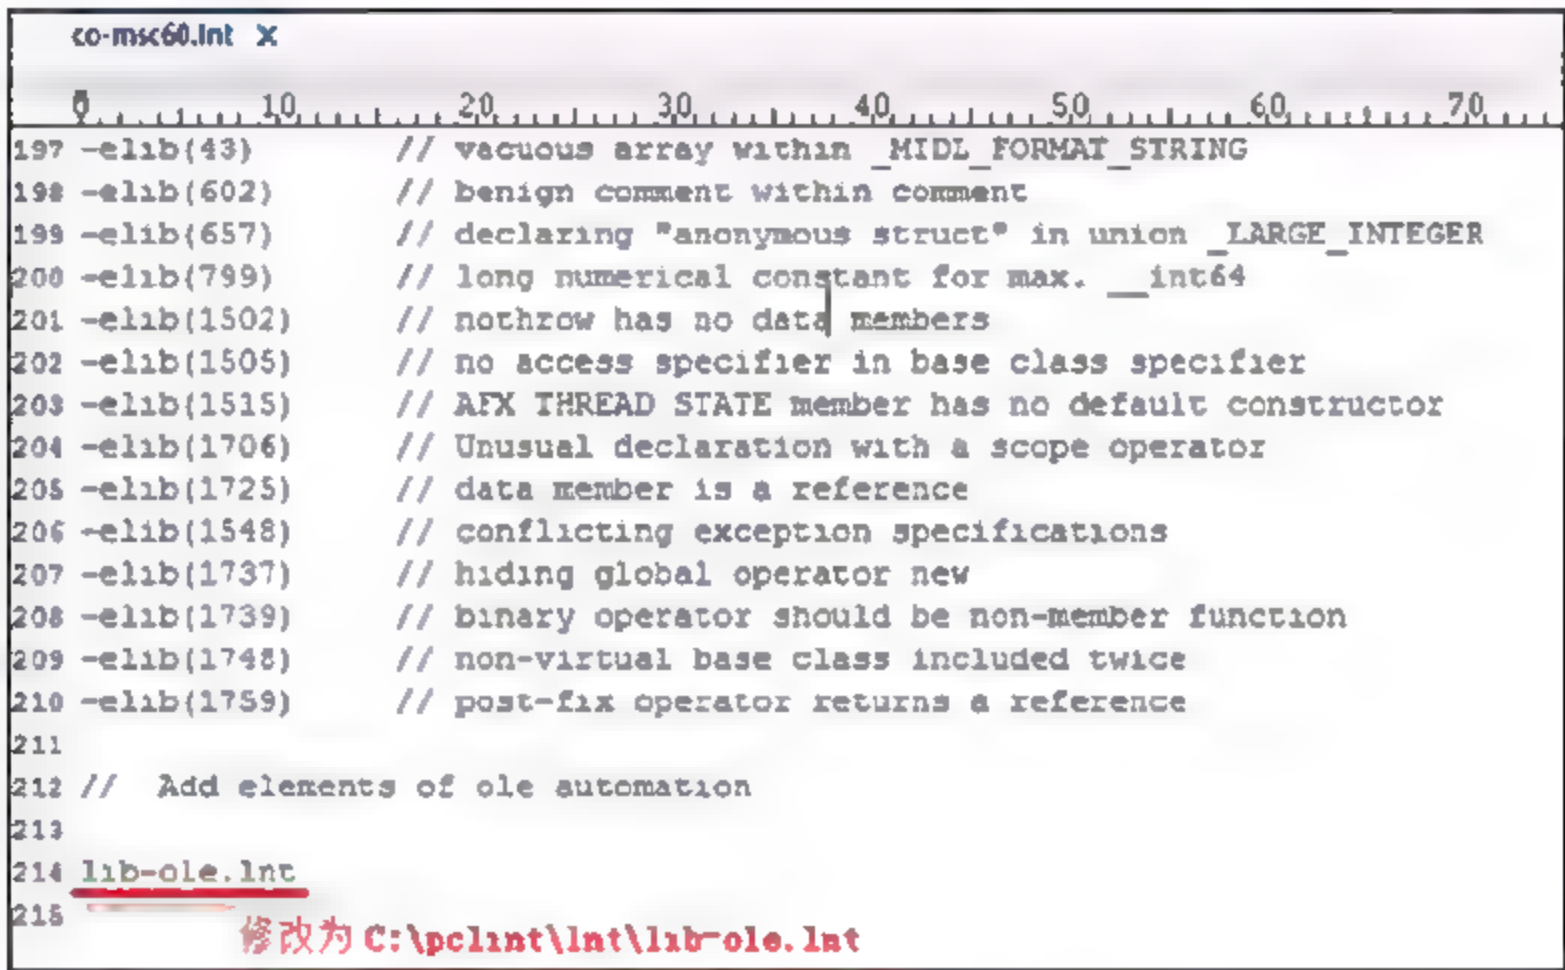 co-msc60.lnt X
0 10 20 30 40 50 60 70
197 -elib(43) // vacuous array within _MIDL_FORMAT_STRING
198 -elib(602) // benign comment within comment
199 -elib(657) // declaring "anonymous struct" in union _LARGE_INTEGER
200 -elib(799) // long numerical constant for max. __int64
201 -elib(1502) // nothrow has no data members
202 -elib(1505) // no access specifier in base class specifier
203 -elib(1515) // AFX THREAD STATE member has no default constructor
204 -elib(1706) // Unusual declaration with a scope operator
205 -elib(1725) // data member is a reference
206 -elib(1548) // conflicting exception specifications
207 -elib(1737) // hiding global operator new
208 -elib(1739) // binary operator should be non-member function
209 -elib(1748) // non-virtual base class included twice
210 -elib(1759) // post-fix operator returns a reference
211
212 // Add elements of ole automation
213
214 lib-ole.lnt
215
修改为 C:\pclint\lnt\lib-ole.lnt